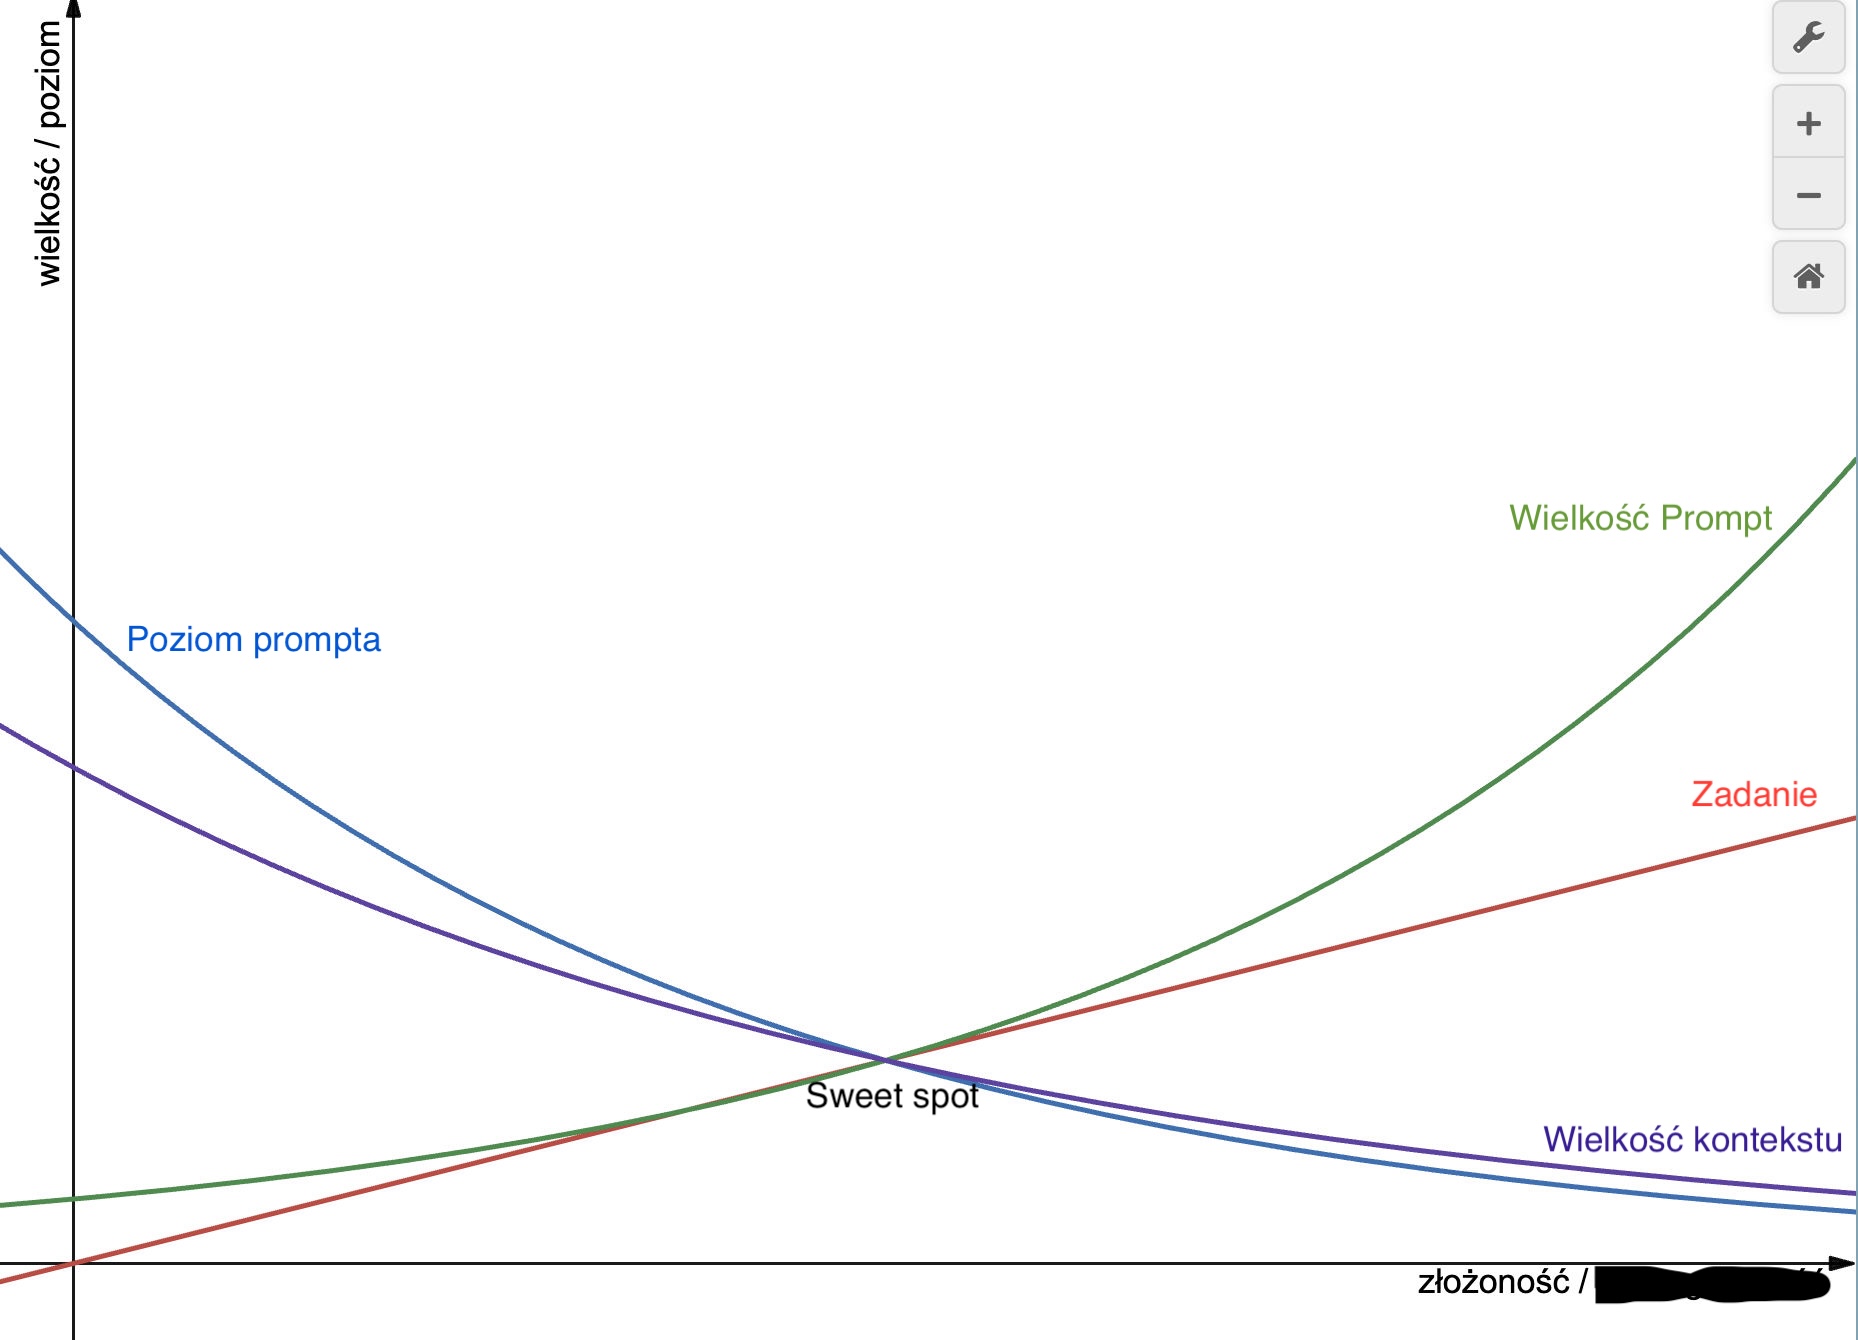 wielkość / poziom
Wielkość Prompt
Poziom prompta
Zadanie
Sweet spot
Wielkość kontekstu
złożoność /